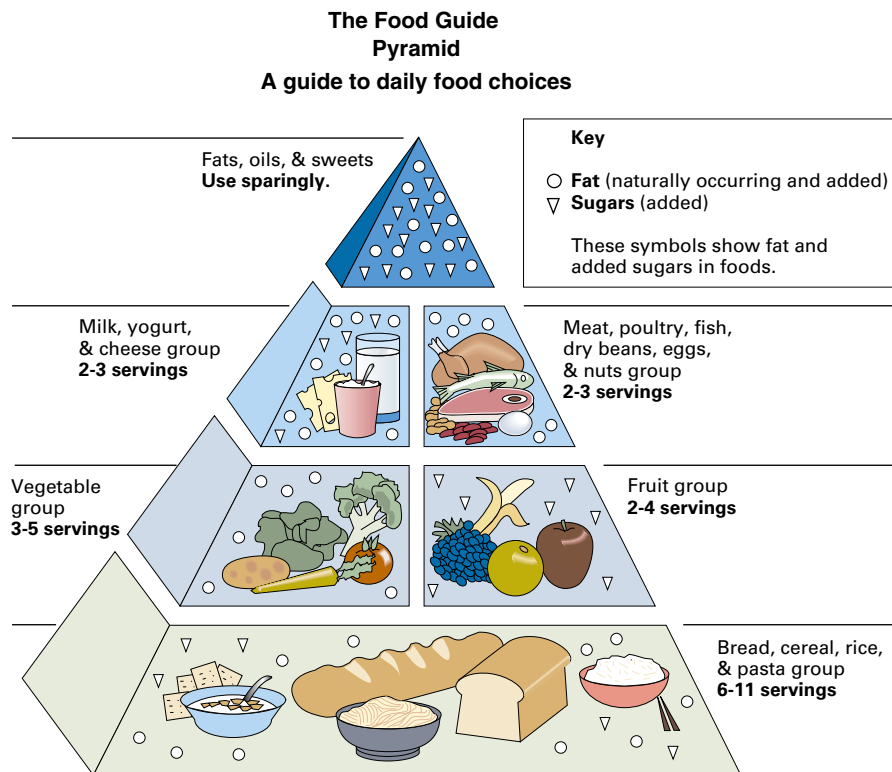 The Food Guide
Pyramid
A guide to daily food choices
Key
Fat (naturally occurring and added)
Sugars (added)
These symbols show fat and
added sugars in foods.
Fats, oils, & sweets
Use sparingly.
Milk, yogurt,
& cheese group
2-3 servings
Meat, poultry, fish,
dry beans, eggs,
& nuts group
2-3 servings
Vegetable
group
3-5 servings
Fruit group
2-4 servings
Bread, cereal, rice,
& pasta group
6-11 servings